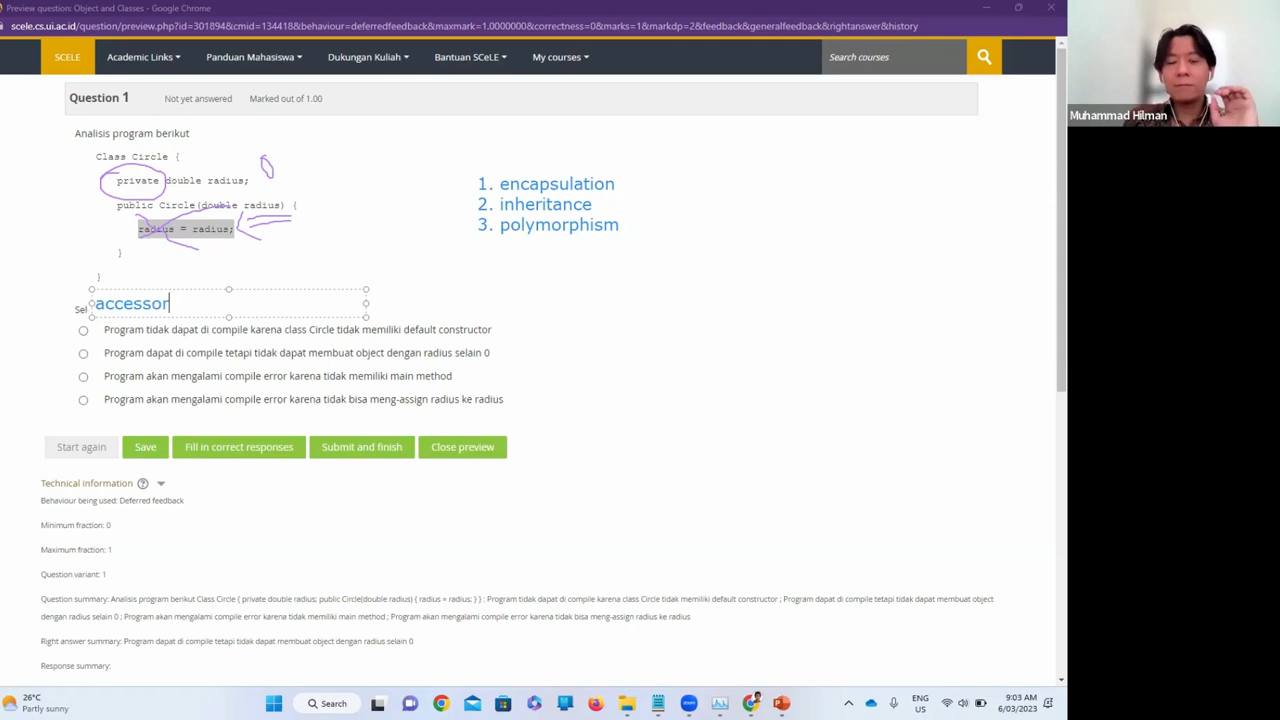 Preview question: Object and Classes - Google Chrome
scele.cs.ui.ac.id/question/preview.php?id=301894&cmid=134418&behaviour=deferredfeedback&maxmark=1.0000000&correctness=0&marks=1&markdp=2&feedback&generalfeedback&rightanswer&history
SCELE Academic Links Panduan Mahasiswa Dukungan Kuliah Bantuan SCeLE My courses Search courses
Muhammad Hilman
Question 1 Not yet answered Marked out of 1.00
Analisis program berikut
Class Circle {
private double radius;
public Circle(double radius) {
radius = radius;
}
}
1. encapsulation
2. inheritance
3. polymorphism
Sel accessor
Program tidak dapat di compile karena class Circle tidak memiliki default constructor
Program dapat di compile tetapi tidak dapat membuat object dengan radius selain 0
Program akan mengalami compile error karena tidak memiliki main method
Program akan mengalami compile error karena tidak bisa meng-assign radius ke radius
Start again Save Fill in correct responses Submit and finish Close preview
Technical information
Behaviour being used: Deferred feedback
Minimum fraction: 0
Maximum fraction: 1
Question variant: 1
Question summary: Analisis program berikut Class Circle { private double radius; public Circle(double radius) { radius = radius; } } ; Program tidak dapat di compile karena class Circle tidak memiliki default constructor ; Program dapat di compile tetapi tidak dapat membuat object
dengan radius selain 0 ; Program akan mengalami compile error karena tidak memiliki main method ; Program akan mengalami compile error karena tidak bisa meng-assign radius ke radius
Right answer summary: Program dapat di compile tetapi tidak dapat membuat object dengan radius selain 0
Response summary:
26°C
Partly sunny
Search
ENG
US
9:03 AM
6/03/2023